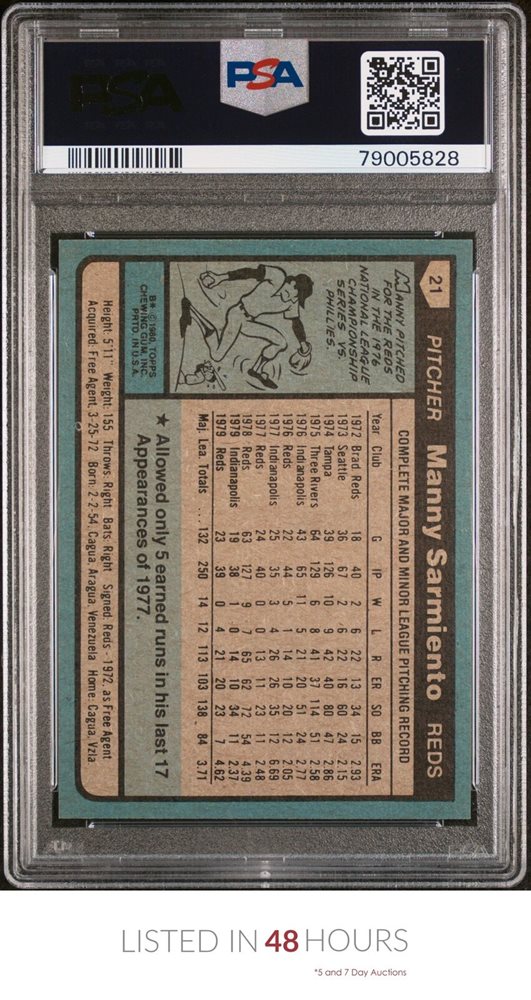 PSA
PSA
79005828
21 PITCHER Manny Sarmiento REDS
COMPLETE MAJOR AND MINOR LEAGUE PITCHING RECORD
Year Club G IP W L R ER SO BB ERA
1972 Brad Reds 18 40 2 6 22 13 34 15 2.93
1973 Seattle 36 67 2 6 22 16 60 24 2.15
1974 Tampa 39 126 10 9 42 40 80 47 2.86
1975 Three Rivers 64 129 6 8 41 37 114 51 2.58
1976 Indianapolis 43 65 11 5 21 20 51 24 2.77
1976 Reds 22 44 5 1 14 10 20 12 2.05
1977 Indianapolis 25 35 3 4 26 26 35 12 6.69
1977 Reds 24 40 0 1 13 11 23 11 2.48
1978 Reds 63 127 9 7 65 62 72 54 4.39
1979 Indianapolis 19 38 1 0 14 10 34 11 2.37
1979 Reds 23 39 0 4 21 20 23 7 4.62
Maj. Lea. Totals . . . 132 250 14 12 113 103 138 84 3.71
MANNY PITCHED
FOR THE REDS
IN THE 1976
NATIONAL LEAGUE
CHAMPIONSHIP
SERIES VS.
PHILLIES.
B* © 1980, TOPPS
CHEWING GUM, INC.
PRTD. IN U.S.A.
★ Allowed only 5 earned runs in his last 17
Appearances of 1977.
Height: 5'11" Weight: 155 Throws: Right Bats: Right Signed: Reds - 1972, as Free Agent
Acquired: Free Agent, 3-25-72 Born: 2-2-54, Cagua, Aragua, Venezuela Home: Cagua, Vzla
PSA
LISTED IN 48 HOURS
*5 and 7 Day Auctions